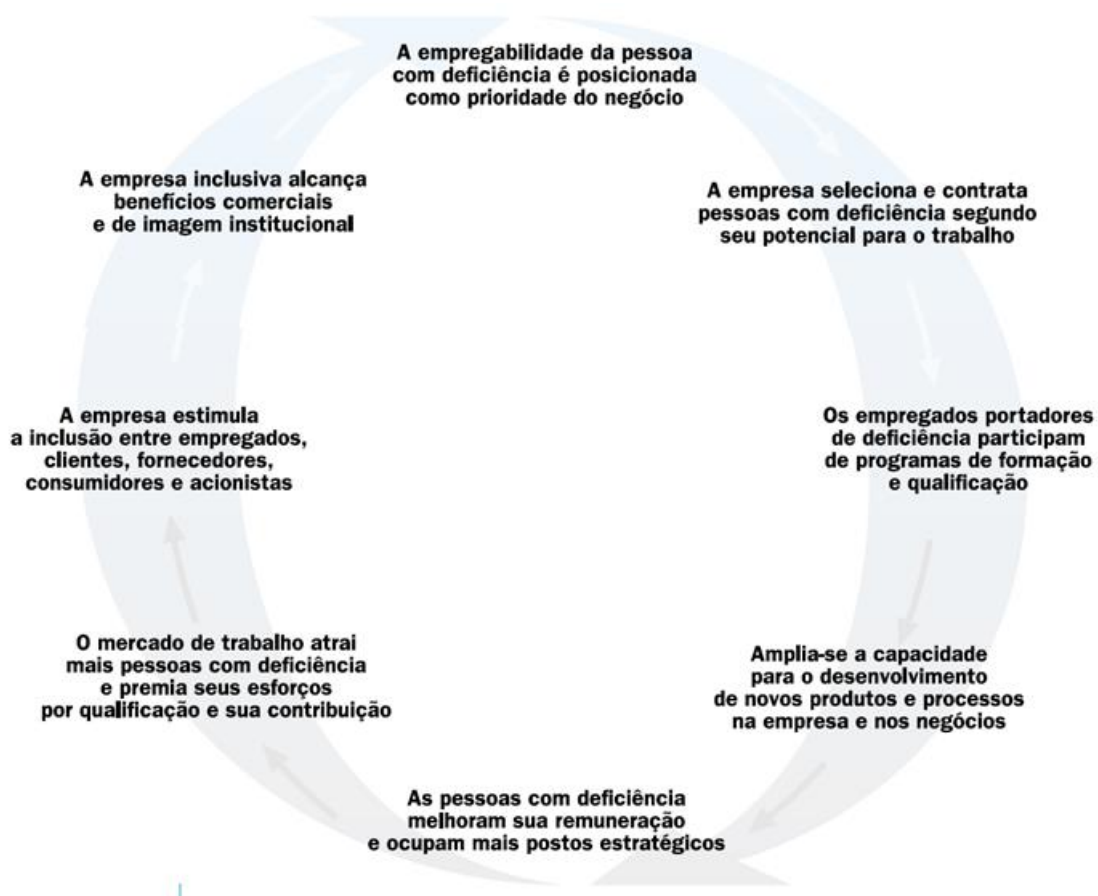 A empregabilidade da pessoa
com deficiência é posicionada
como prioridade do negócio
A empresa seleciona e contrata
pessoas com deficiência segundo
seu potencial para o trabalho
Os empregados portadores
de deficiência participam
de programas de formação
e qualificação
Amplia-se a capacidade
para o desenvolvimento
de novos produtos e processos
na empresa e nos negócios
As pessoas com deficiência
melhoram sua remuneração
e ocupam mais postos estratégicos
O mercado de trabalho atrai
mais pessoas com deficiência
e premia seus esforços
por qualificação e sua contribuição
A empresa estimula
a inclusão entre empregados,
clientes, fornecedores,
consumidores e acionistas
A empresa inclusiva alcança
benefícios comerciais
e de imagem institucional